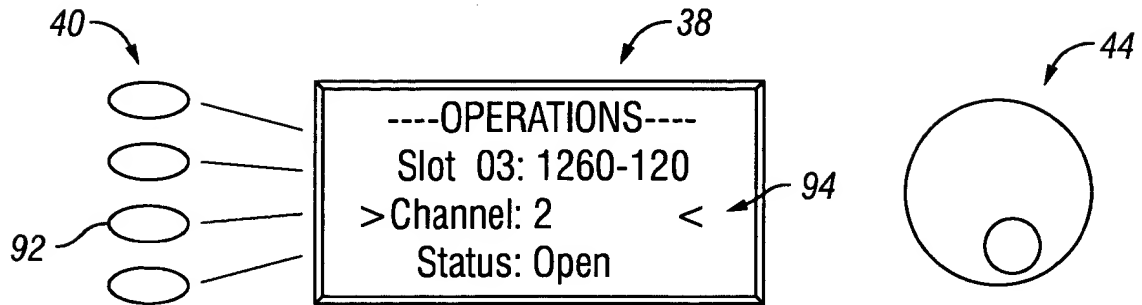 40
38
44
----OPERATIONS----
Slot 03: 1260-120
>Channel: 2 <
94
92
Status: Open